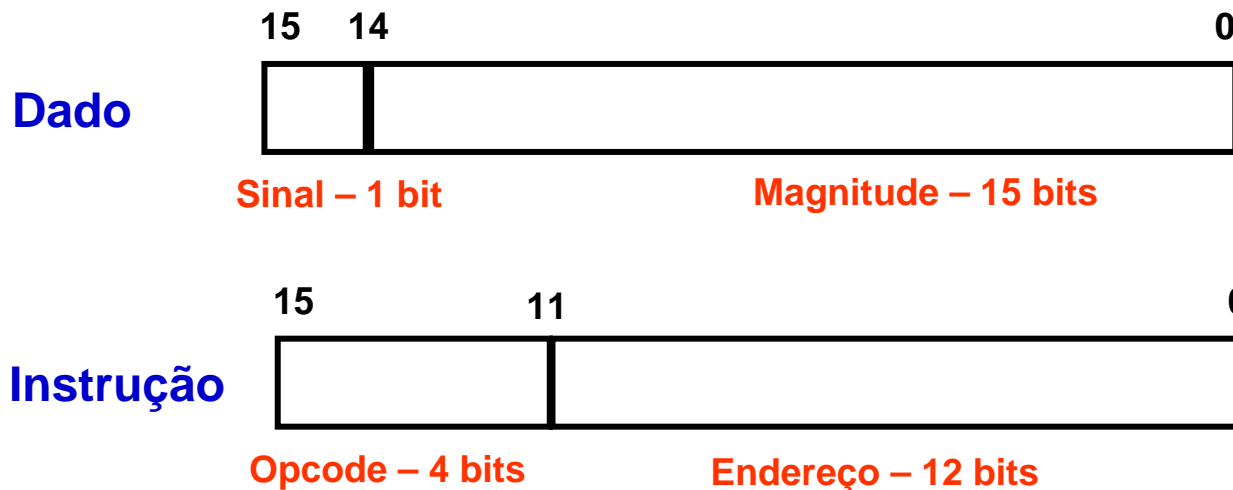 15 14 0
Dado
Sinal – 1 bit Magnitude – 15 bits
15 11
Instrução
Opcode – 4 bits Endereço – 12 bits